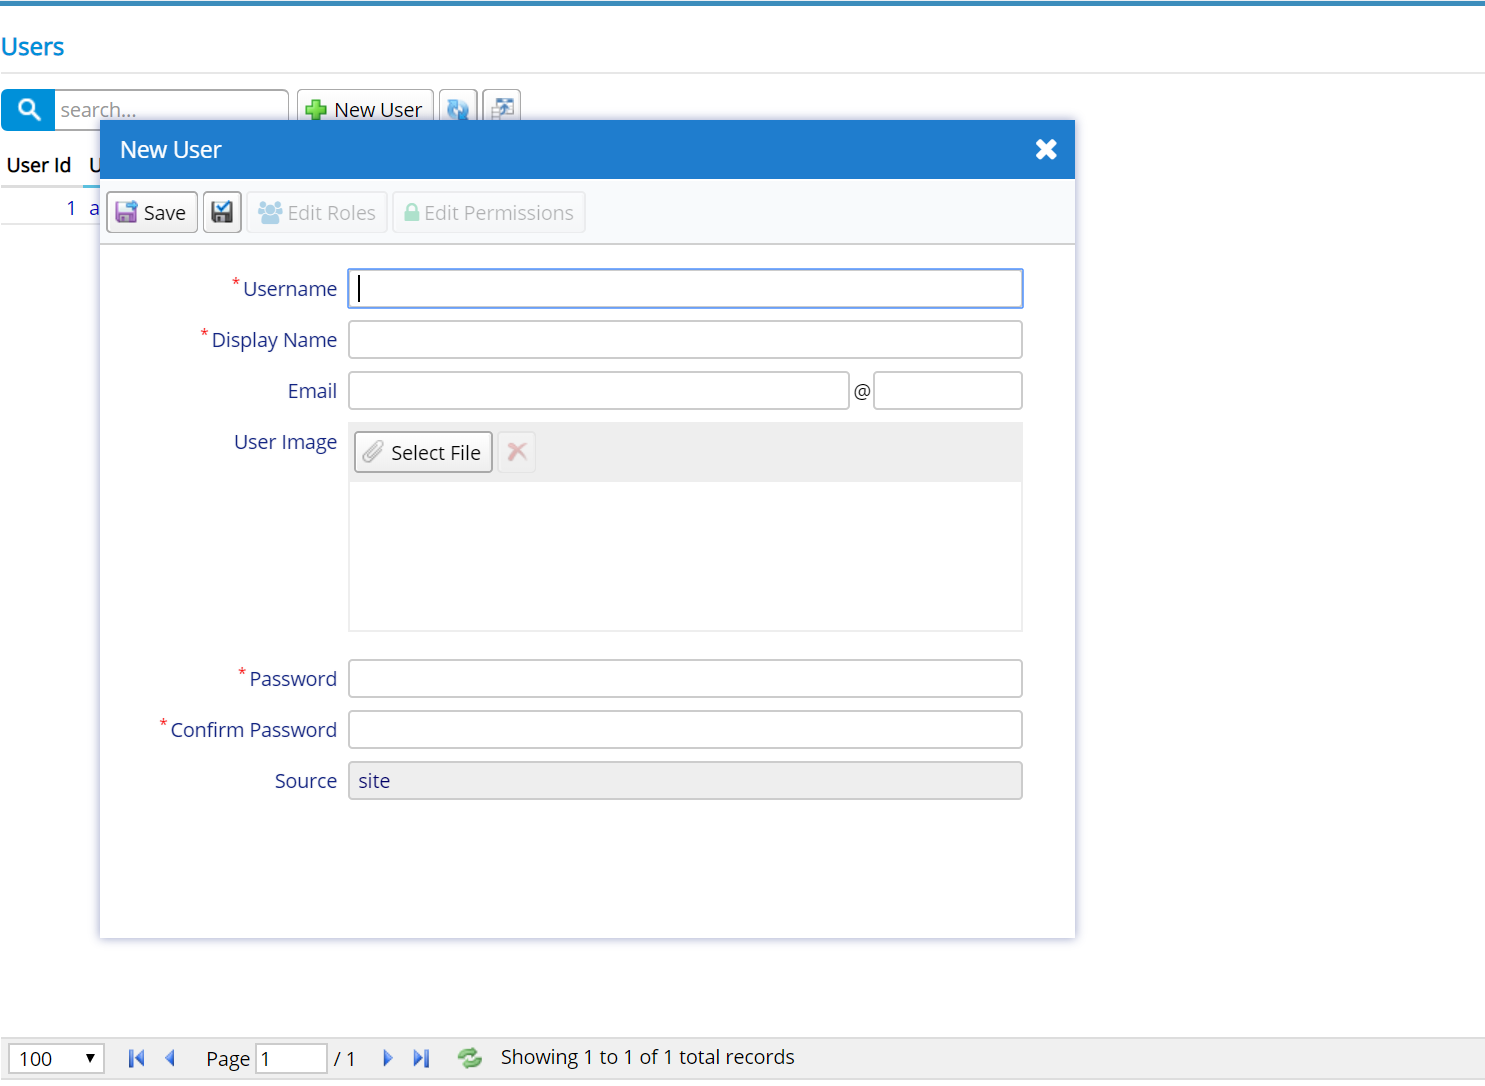 Users
search...
New User
User Id U
1 a
New User
Save
Edit Roles
Edit Permissions
* Username
* Display Name
Email @
User Image
Select File
* Password
* Confirm Password
Source site
100 Page 1 / 1 Showing 1 to 1 of 1 total records